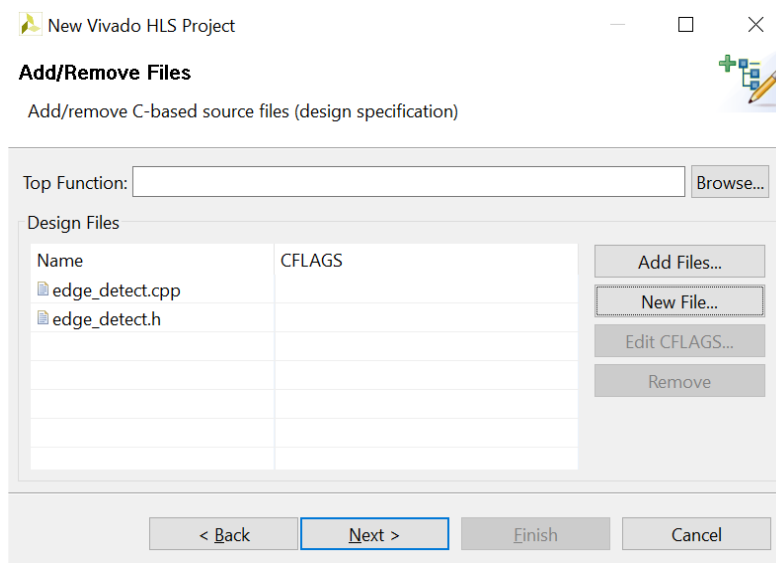 New Vivado HLS Project
Add/Remove Files
Add/remove C-based source files (design specification)
Top Function:
Browse...
Design Files
Name CFLAGS
edge_detect.cpp
edge_detect.h
Add Files...
New File...
Edit CFLAGS...
Remove
< Back Next > Finish Cancel